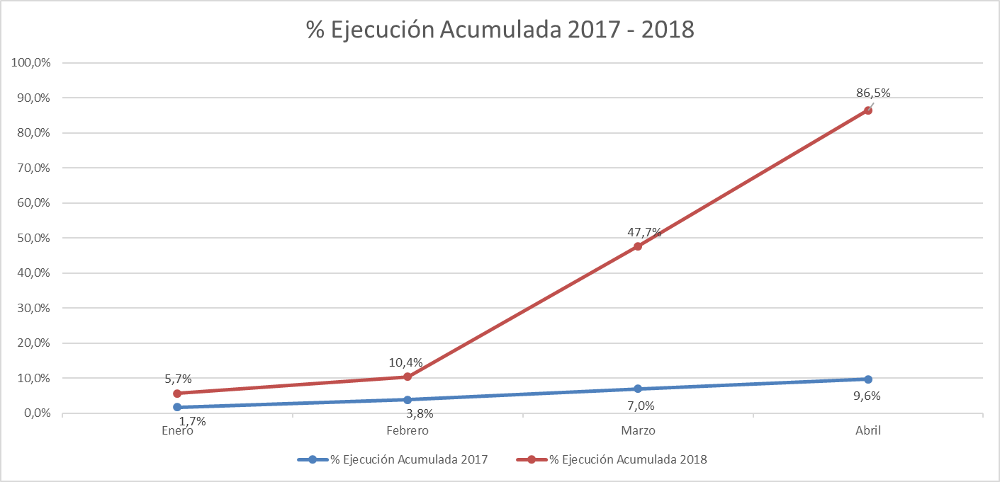 % Ejecución Acumulada 2017 - 2018
100,0%
90,0%
80,0%
70,0%
60,0%
50,0%
40,0%
30,0%
20,0%
10,0%
0,0%
86,5%
47,7%
10,4%
5,7%
1,7%
3,8%
7,0%
9,6%
Enero
Febrero
Marzo
Abril
% Ejecución Acumulada 2017
% Ejecución Acumulada 2018